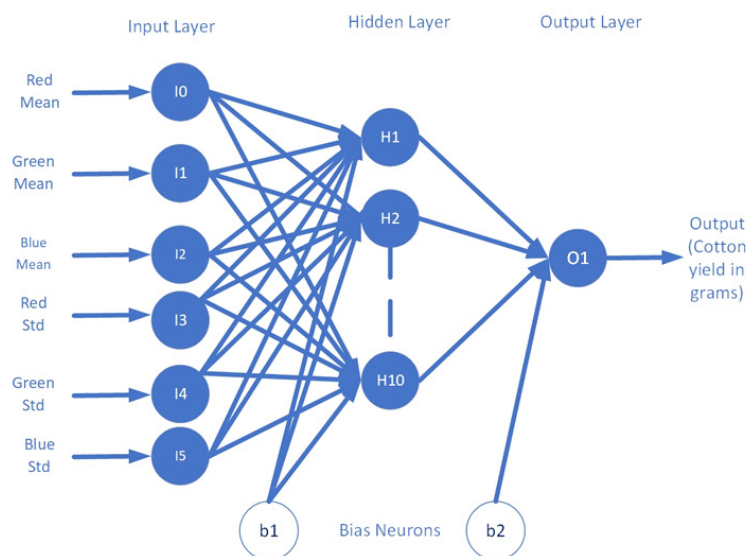 Input Layer
Hidden Layer
Output Layer
Red
Mean
I0
Green
Mean
I1
Blue
Mean
I2
Red
Std
I3
Green
Std
I4
Blue
Std
I5
H1
H2
H10
O1
Output
(Cotton
yield in
grams)
b1
Bias Neurons
b2